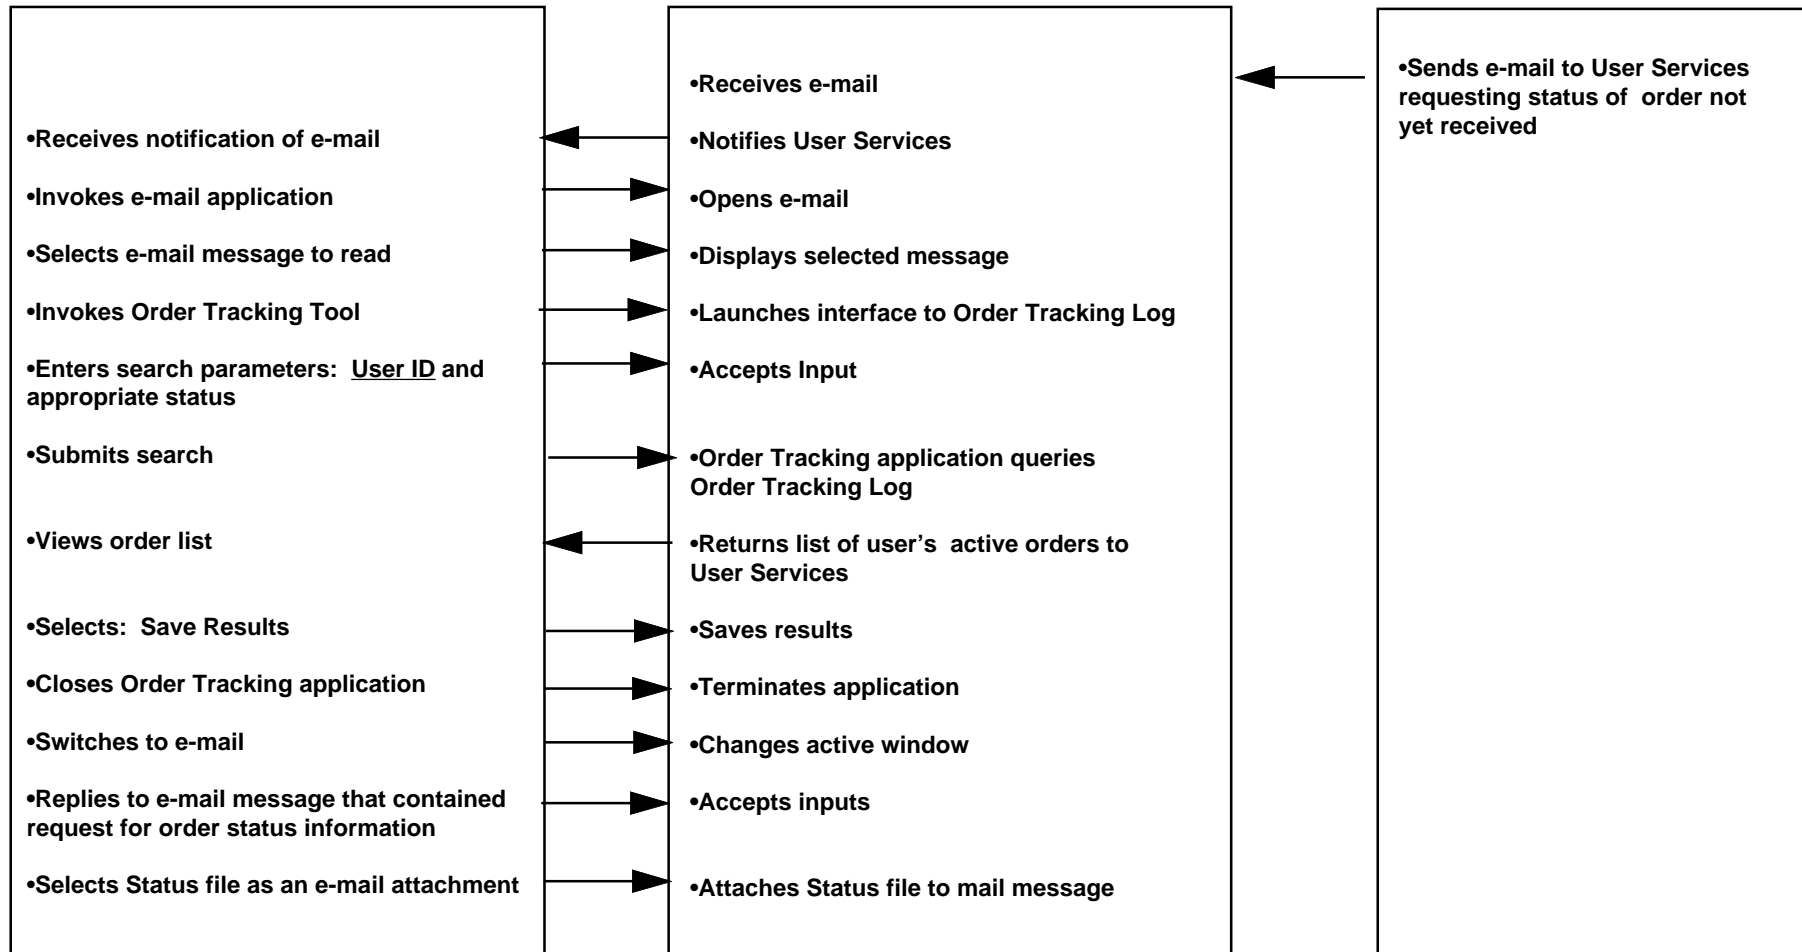 •Receives notification of e-mail
•Invokes e-mail application
•Selects e-mail message to read
•Invokes Order Tracking Tool
•Enters search parameters:  User ID and
appropriate status
•Submits search
•Views order list
•Selects:  Save Results
•Closes Order Tracking application
•Switches to e-mail
•Replies to e-mail message that contained
request for order status information
•Selects Status file as an e-mail attachment
•Receives e-mail
•Notifies User Services
•Opens e-mail
•Displays selected message
•Launches interface to Order Tracking Log
•Accepts Input
•Order Tracking application queries
Order Tracking Log
•Returns list of user’s  active orders to
User Services
•Saves results
•Terminates application
•Changes active window
•Accepts inputs
•Attaches Status file to mail message
•Sends e-mail to User Services
requesting status of  order not
yet received